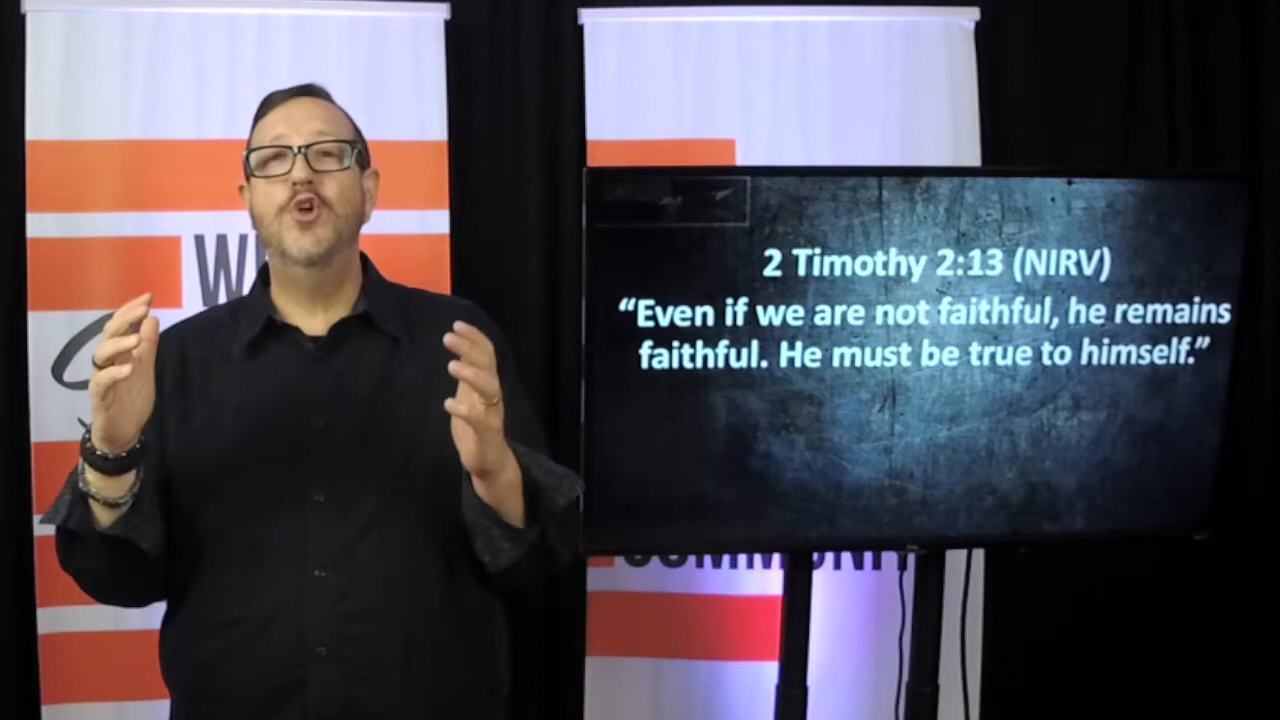 2 Timothy 2:13 (NIRV)
“Even if we are not faithful, he remains
faithful. He must be true to himself.”